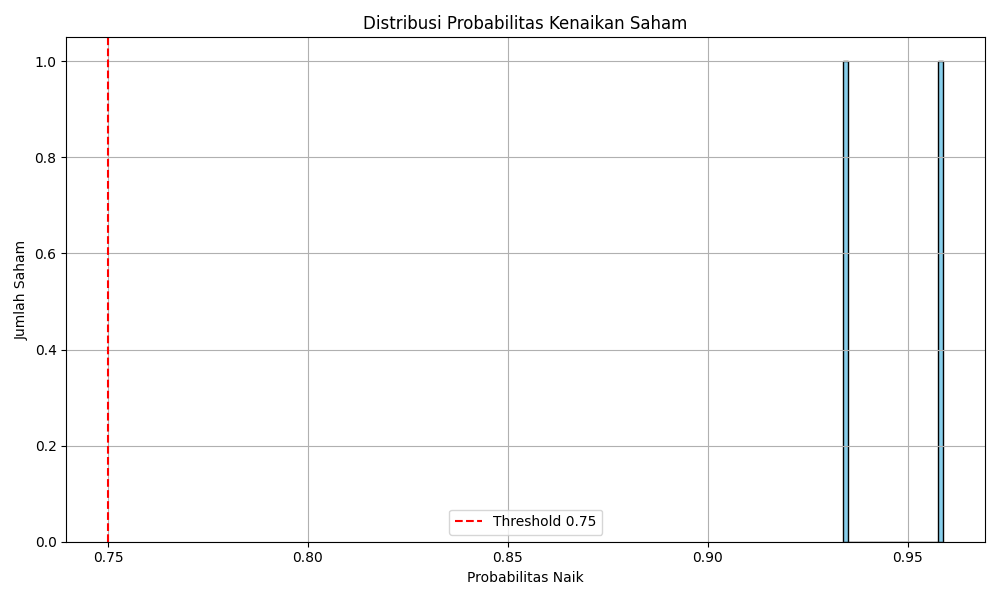 Distribusi Probabilitas Kenaikan Saham
Jumlah Saham
1.0
0.8
0.6
0.4
0.2
0.0
0.75
0.80
0.85
0.90
0.95
Probabilitas Naik
Threshold 0.75